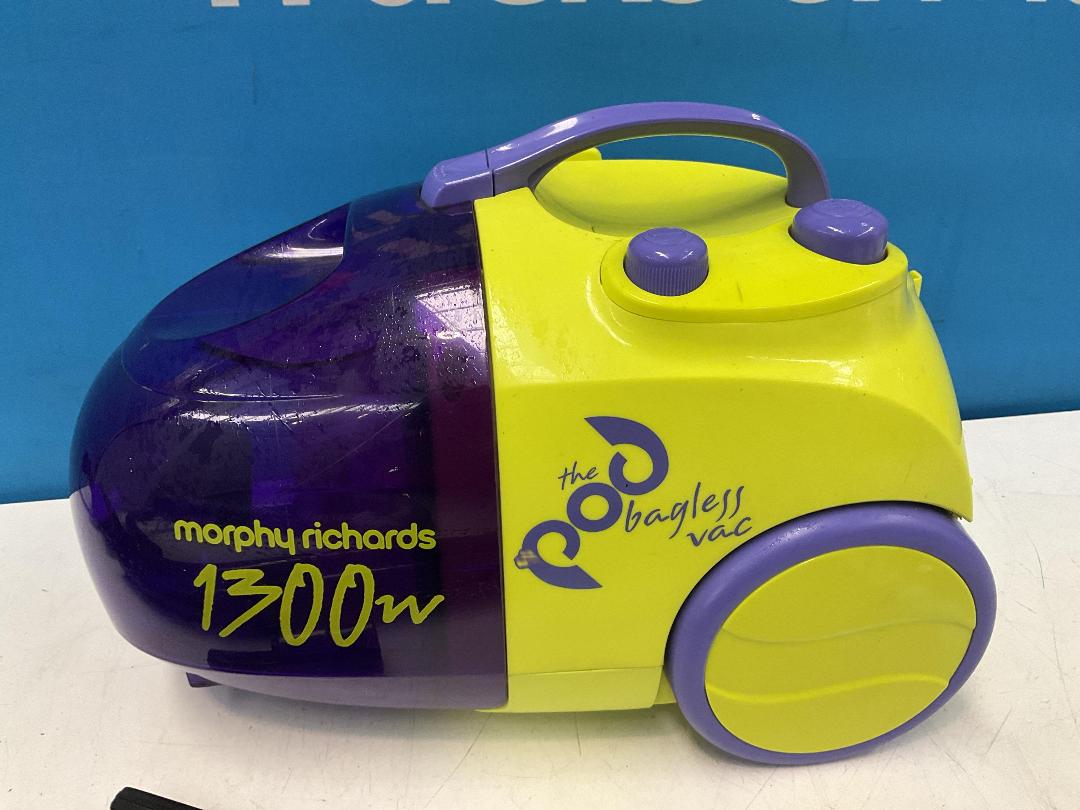 morphy richards
1300w
the
pod
bagless
vac